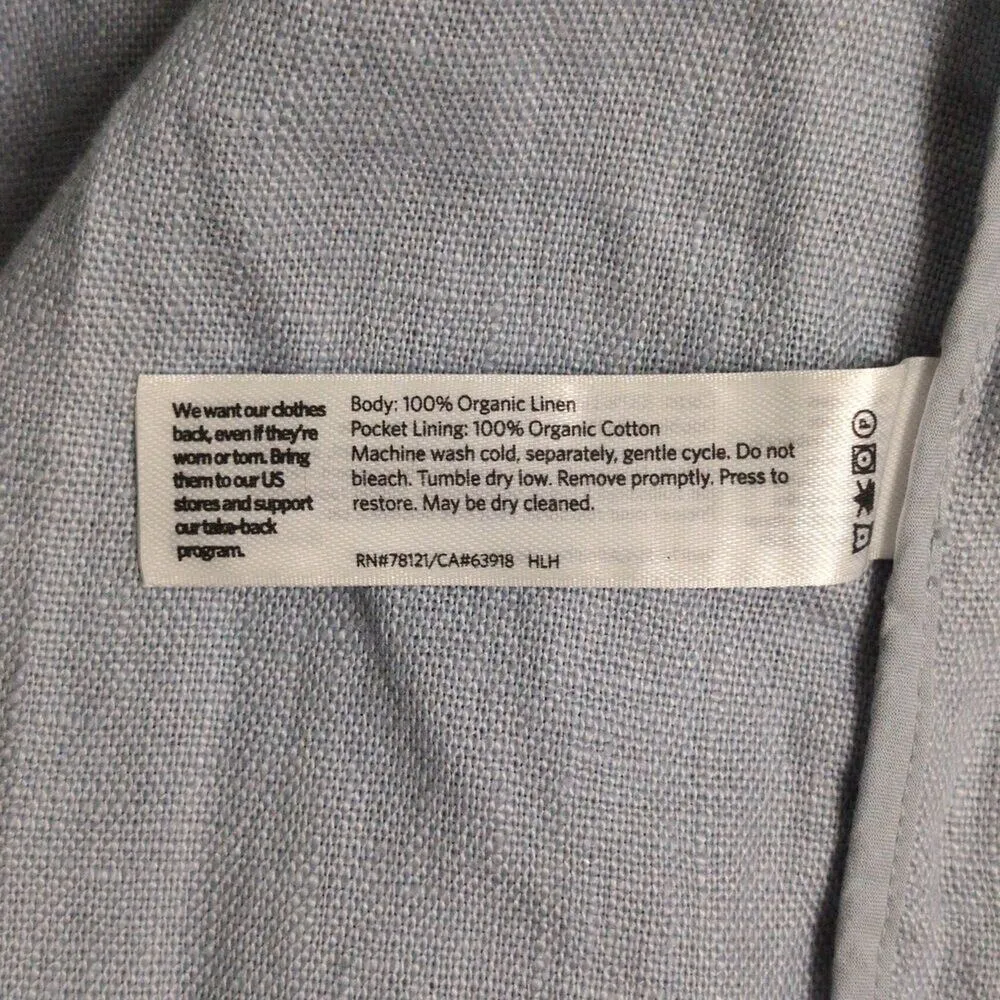 We want our clothes
back, even if they're
worn or torn. Bring
them to our US
stores and support
our take-back
program.
Body: 100% Organic Linen
Pocket Lining: 100% Organic Cotton
Machine wash cold, separately, gentle cycle. Do not
bleach. Tumble dry low. Remove promptly. Press to
restore. May be dry cleaned.
RN#78121/CA#63918 HLH
P